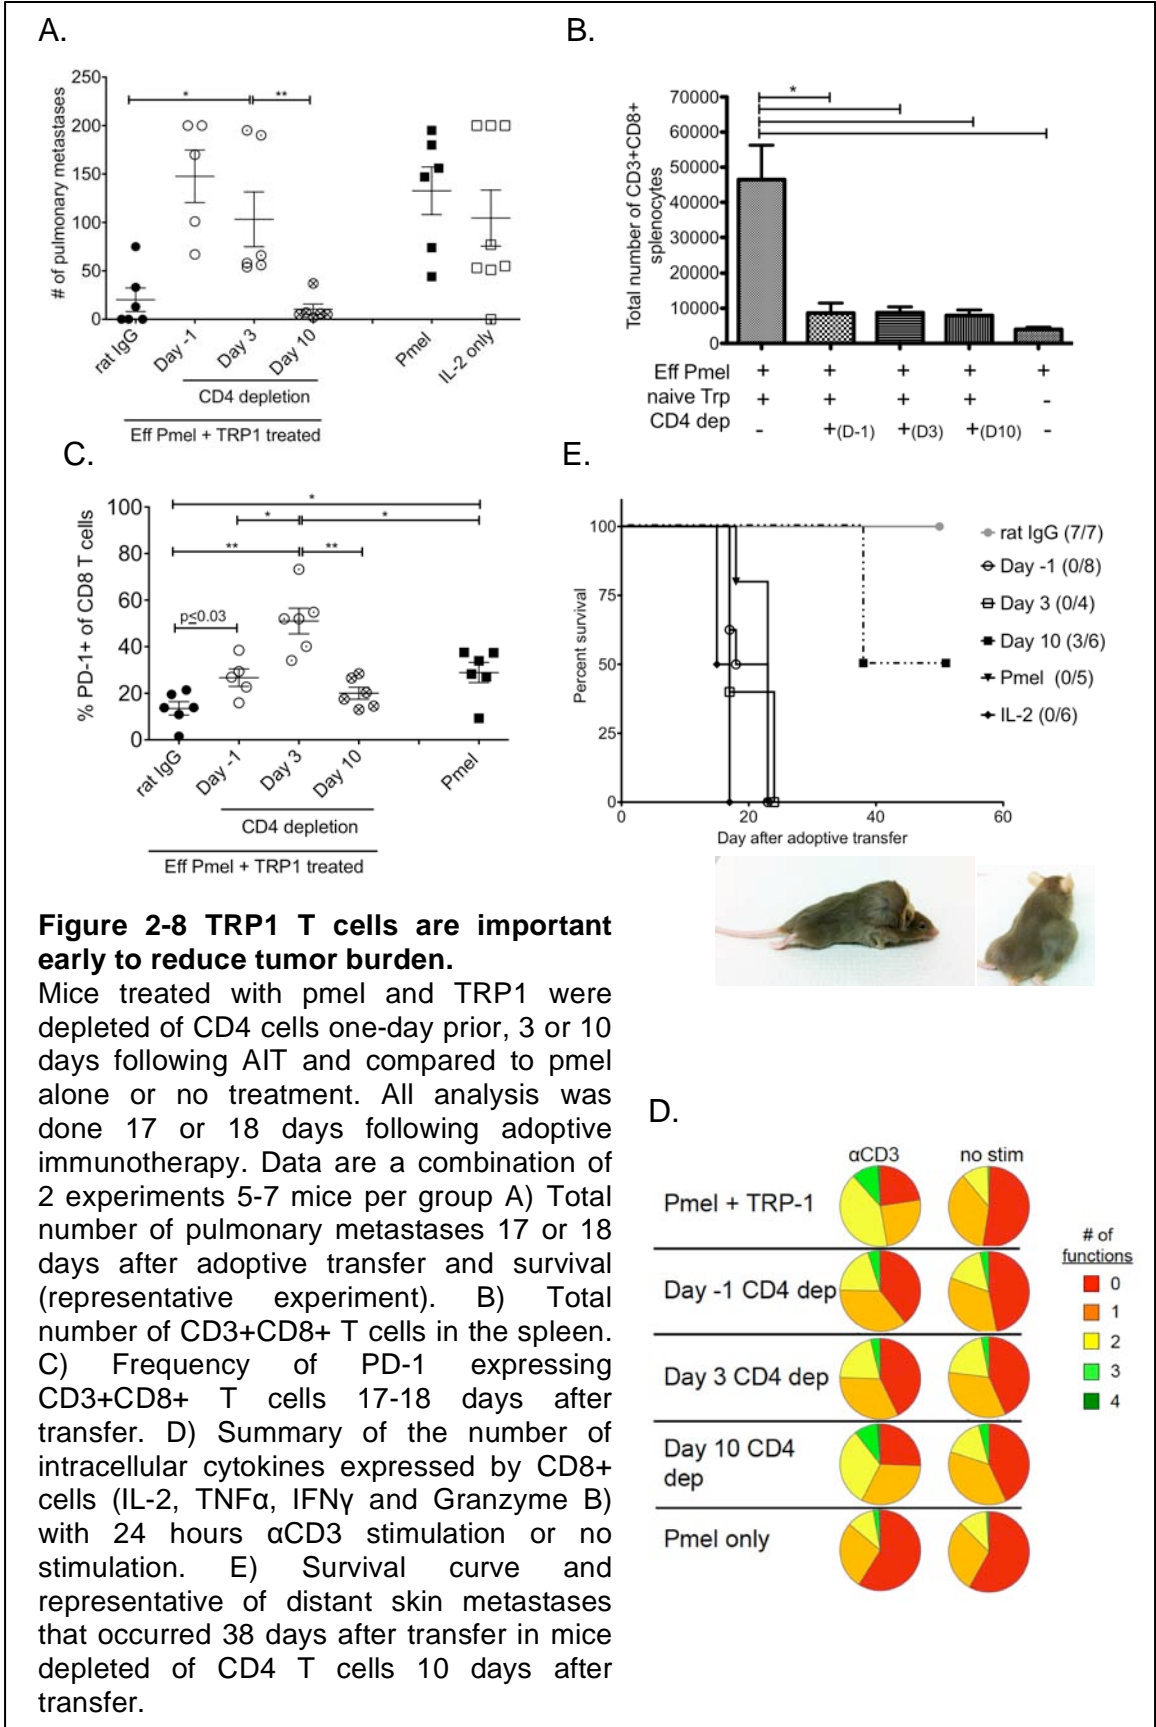 A.
250
200
150
100
50
0
# of pulmonary metastases
*
**
rat IgG
Day -1
Day 3
Day 10
Pmel
IL-2 only
CD4 depletion
Eff Pmel + TRP1 treated
B.
70000
60000
50000
40000
30000
20000
10000
0
Total number of CD3+CD8+
splenocytes
*
Eff Pmel + + + + +
naive Trp + + + + -
CD4 dep - +(D-1) +(D3) +(D10) -
C.
100
80
60
40
20
0
% PD-1+ of CD8 T cells
*
* *
** **
p≤0.03
rat IgG
Day -1
Day 3
Day 10
Pmel
CD4 depletion
Eff Pmel + TRP1 treated
E.
100
75
50
25
0
Percent survival
0 20 40 60
Day after adoptive transfer
rat IgG (7/7)
Day -1 (0/8)
Day 3 (0/4)
Day 10 (3/6)
Pmel (0/5)
IL-2 (0/6)
Figure 2-8 TRP1 T cells are important
early to reduce tumor burden.
Mice treated with pmel and TRP1 were
depleted of CD4 cells one-day prior, 3 or 10
days following AIT and compared to pmel
alone or no treatment. All analysis was
done 17 or 18 days following adoptive
immunotherapy. Data are a combination of
2 experiments 5-7 mice per group A) Total
number of pulmonary metastases 17 or 18
days after adoptive transfer and survival
(representative experiment). B) Total
number of CD3+CD8+ T cells in the spleen.
C) Frequency of PD-1 expressing
CD3+CD8+ T cells 17-18 days after
transfer. D) Summary of the number of
intracellular cytokines expressed by CD8+
cells (IL-2, TNFα, IFNγ and Granzyme B)
with 24 hours αCD3 stimulation or no
stimulation. E) Survival curve and
representative of distant skin metastases
that occurred 38 days after transfer in mice
depleted of CD4 T cells 10 days after
transfer.
D.
αCD3 no stim
Pmel + TRP-1
Day -1 CD4 dep
Day 3 CD4 dep
Day 10 CD4
dep
Pmel only
# of
functions
0
1
2
3
4